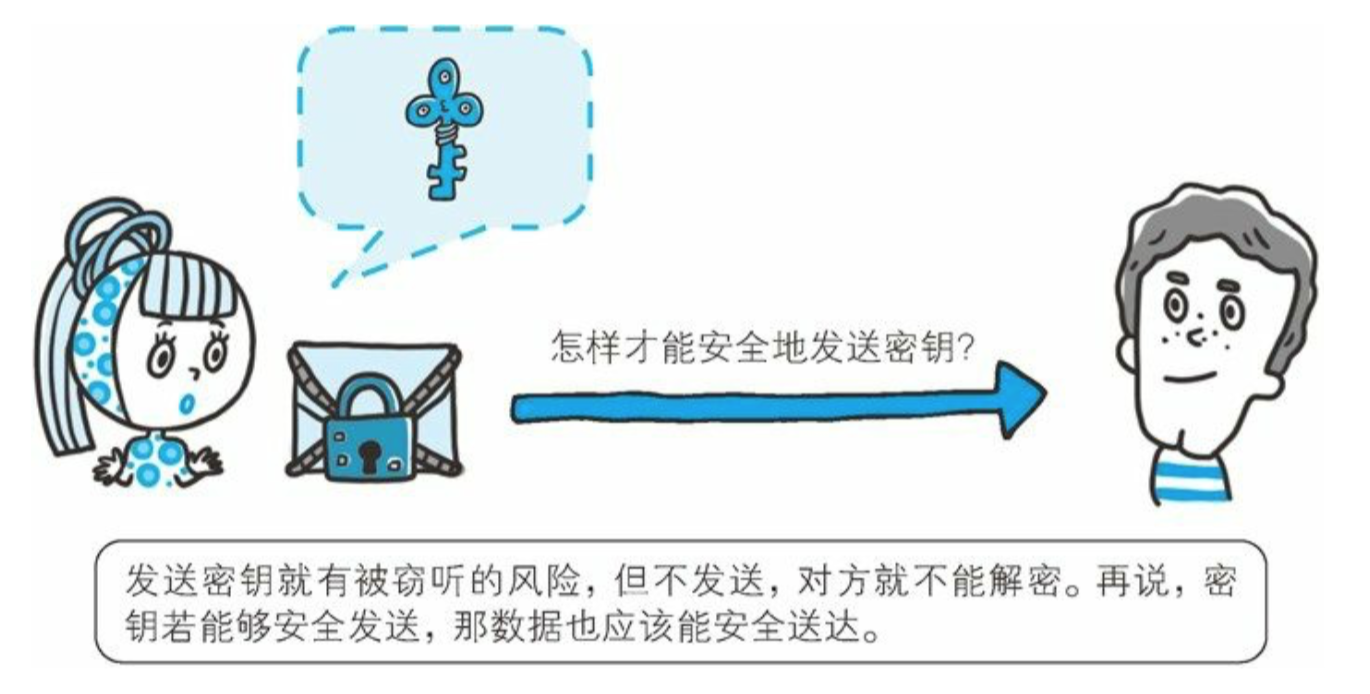 怎样才能安全地发送密钥？
发送密钥就有被窃听的风险，但不发送，对方就不能解密。再说，密
钥若能够安全发送，那数据也应该能安全送达。